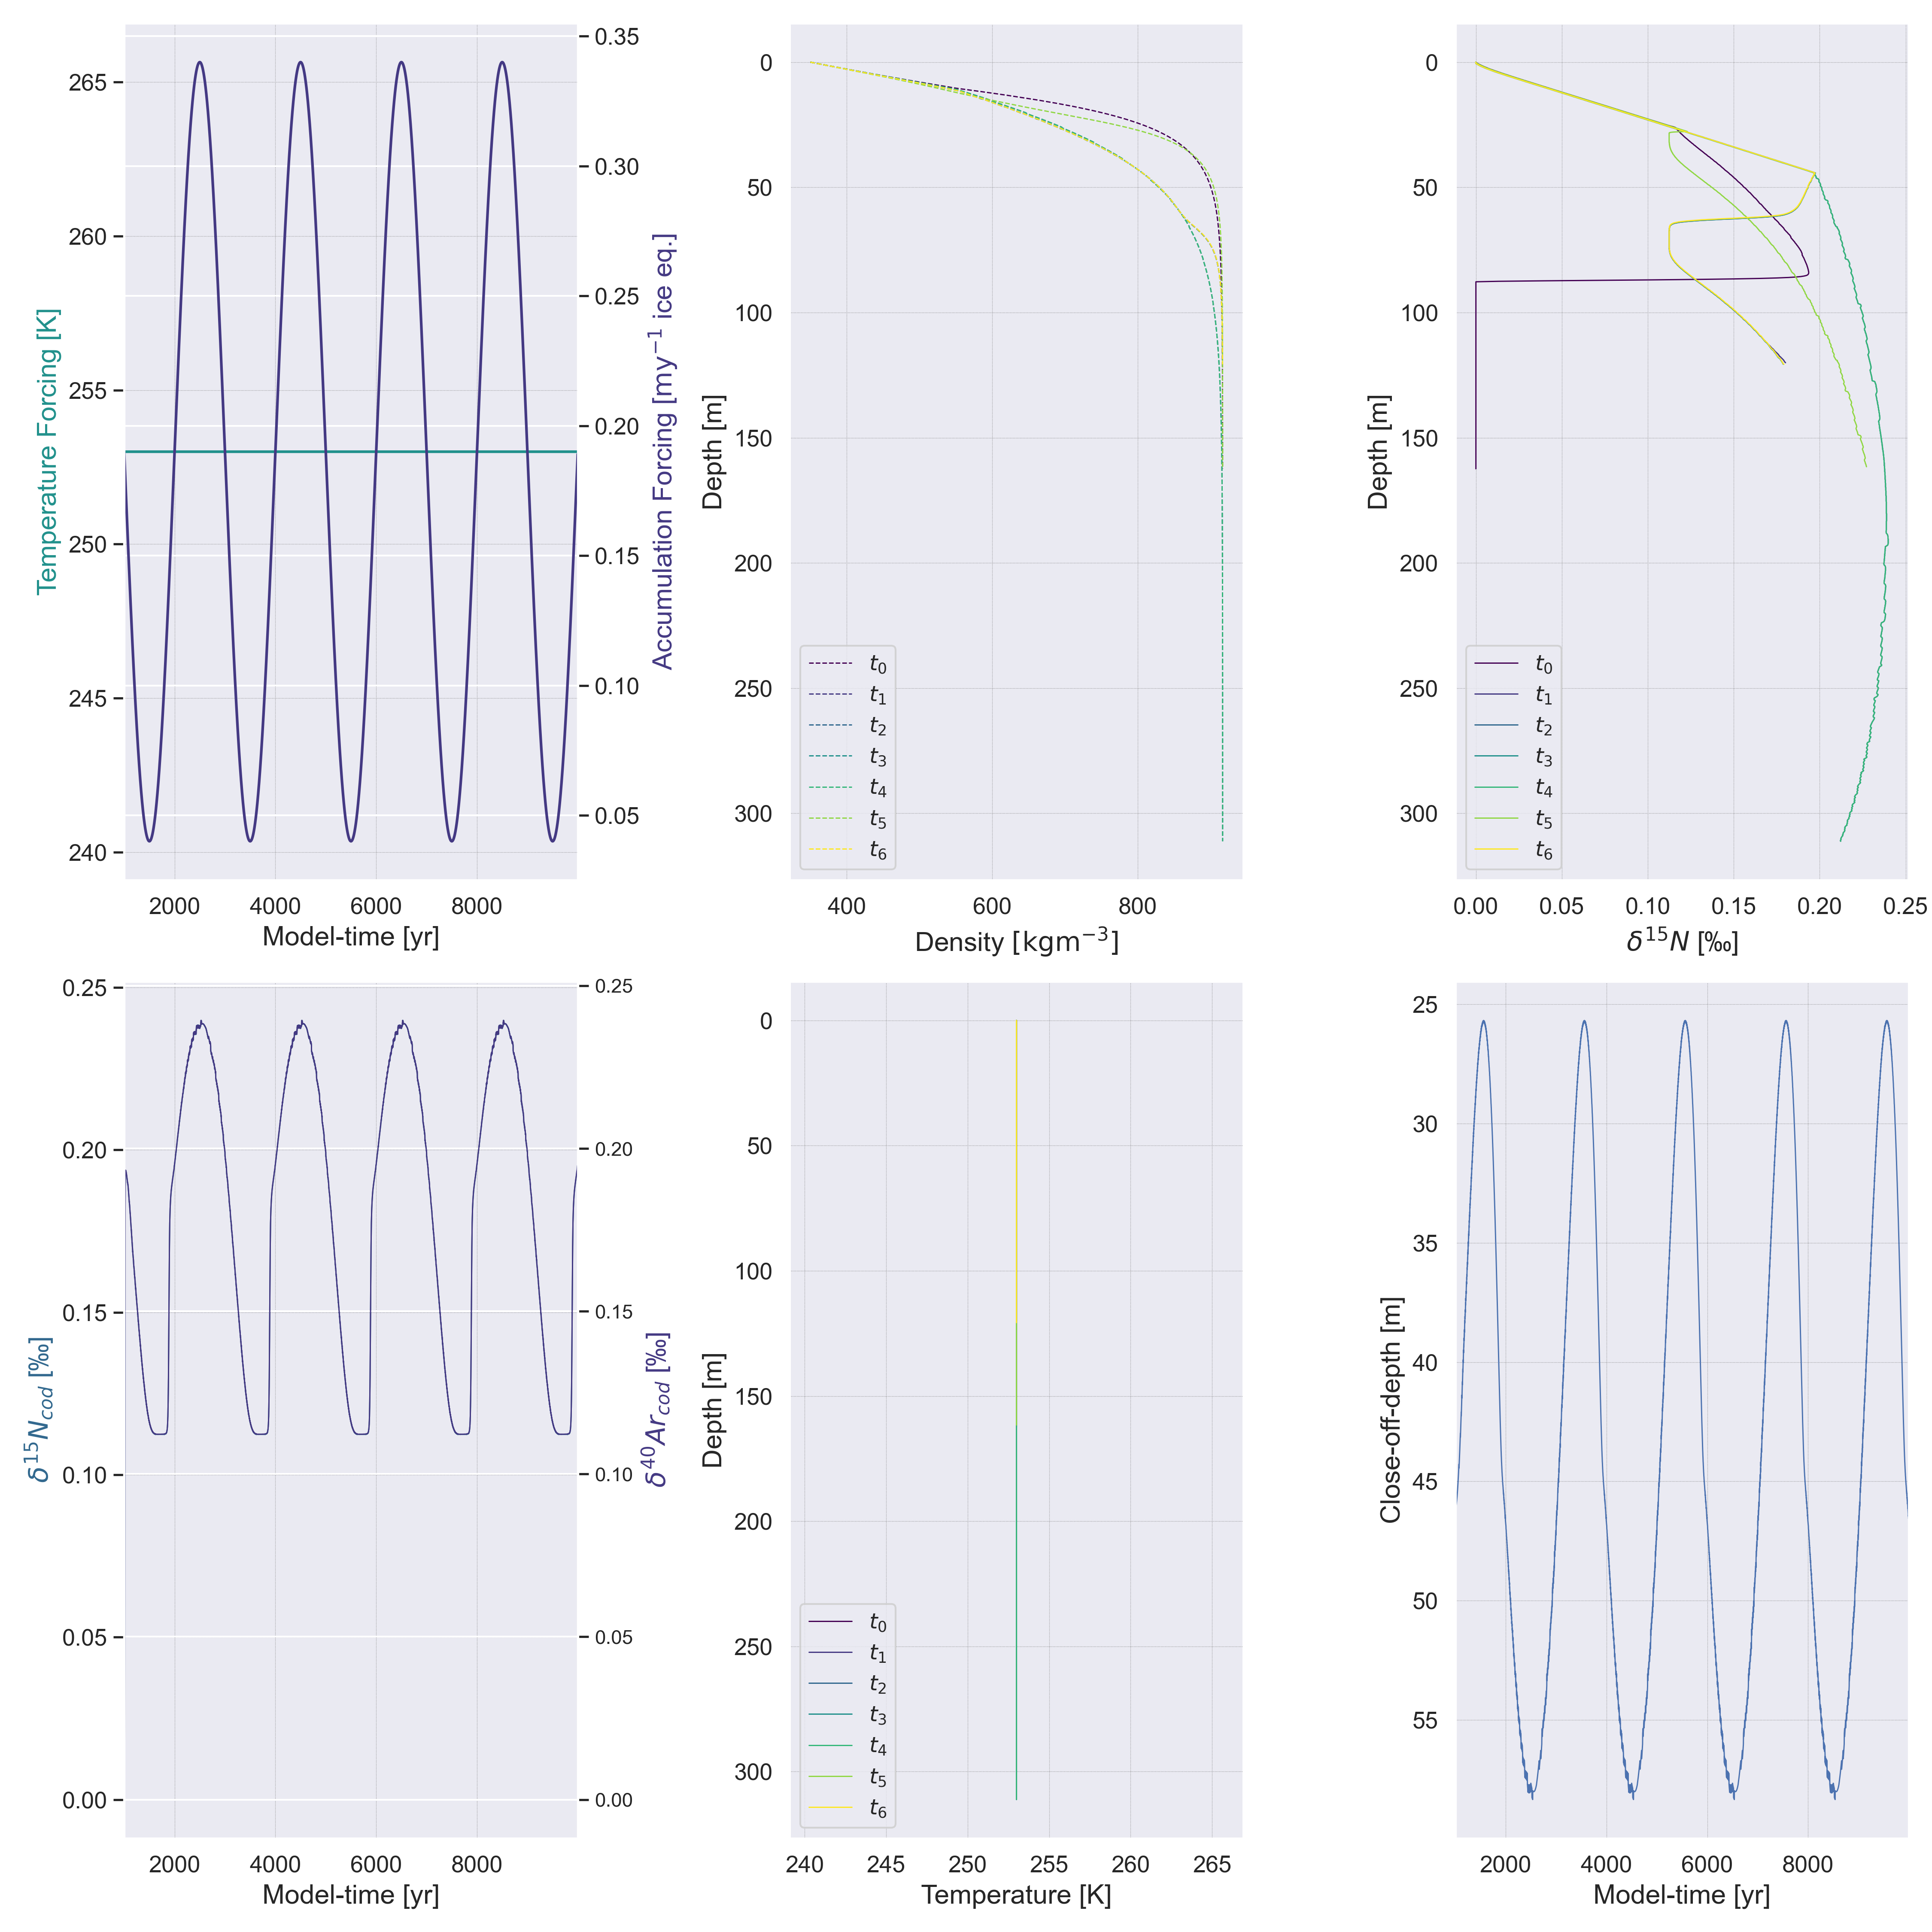 265
260
255
250
245
240
Temperature Forcing [K]
0.35
0.30
0.25
0.20
0.15
0.10
0.05
Accumulation Forcing [my⁻¹ ice eq.]
2000 4000 6000 8000
Model-time [yr]
0
50
100
150
200
250
300
Depth [m]
t₀
t₁
t₂
t₃
t₄
t₅
t₆
400 600 800
Density [kgm⁻³]
0
50
100
150
200
250
300
Depth [m]
t₀
t₁
t₂
t₃
t₄
t₅
t₆
0.00 0.05 0.10 0.15 0.20 0.25
δ¹⁵N [‰]
0.25
0.20
0.15
0.10
0.05
0.00
δ¹⁵N_cod [‰]
0.25
0.20
0.15
0.10
0.05
0.00
δ⁴⁰Ar_cod [‰]
2000 4000 6000 8000
Model-time [yr]
0
50
100
150
200
250
300
Depth [m]
t₀
t₁
t₂
t₃
t₄
t₅
t₆
240 245 250 255 260 265
Temperature [K]
25
30
35
40
45
50
55
Close-off-depth [m]
2000 4000 6000 8000
Model-time [yr]